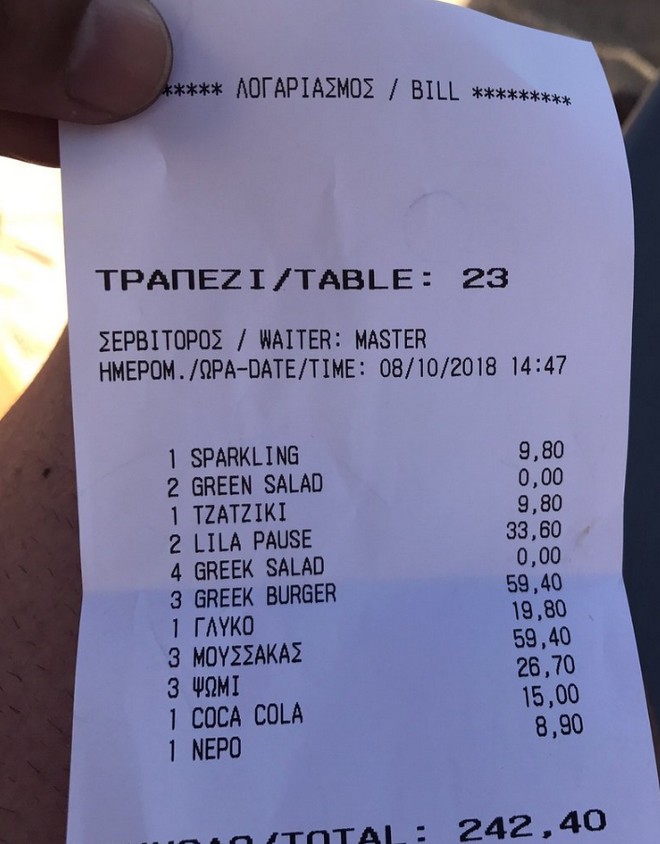 ***** ΛΟΓΑΡΙΑΣΜΟΣ / BILL *********
ΤΡΑΠΕΖΙ/TABLE: 23
ΣΕΡΒΙΤΟΡΟΣ / WAITER: MASTER
ΗΜΕΡΟΜ./ΩΡΑ-DATE/TIME: 08/10/2018 14:47
1 SPARKLING 9,80
2 GREEN SALAD 0,00
1 TZATZIKI 9,80
2 LILA PAUSE 33,60
4 GREEK SALAD 0,00
3 GREEK BURGER 59,40
1 ΓΛΥΚΟ 19,80
3 ΜΟΥΣΣΑΚΑΣ 59,40
3 ΨΩΜΙ 26,70
1 COCA COLA 15,00
1 ΝΕΡΟ 8,90
/TOTAL: 242,40